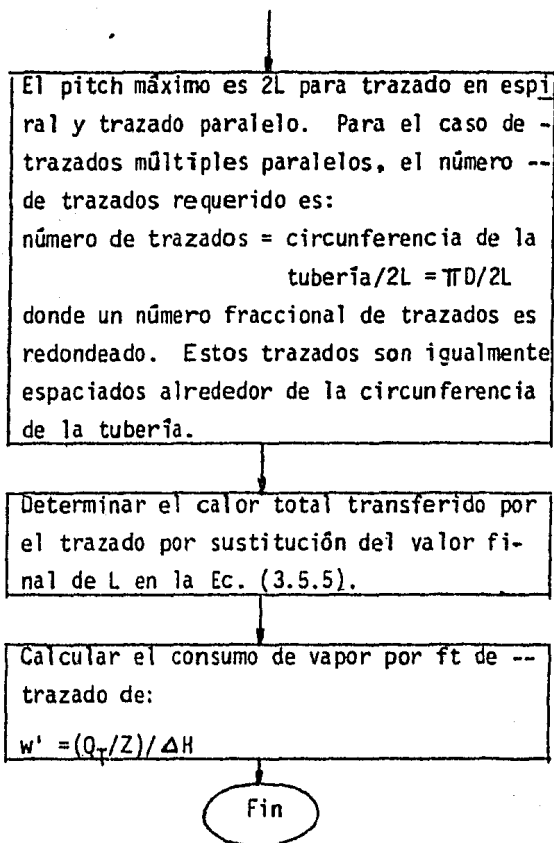 El pitch máximo es 2L para trazado en espi
ral y trazado paralelo. Para el caso de -
trazados múltiples paralelos, el número --
de trazados requerido es:
número de trazados = circunferencia de la
tubería/2L = πD/2L
donde un número fraccional de trazados es
redondeado. Estos trazados son igualmente
espaciados alrededor de la circunferencia
de la tubería.
Determinar el calor total transferido por
el trazado por sustitución del valor fi-
nal de L en la Ec. (3.5.5).
Calcular el consumo de vapor por ft de --
trazado de:
w' =(Q_T/Z)/ΔH
Fin